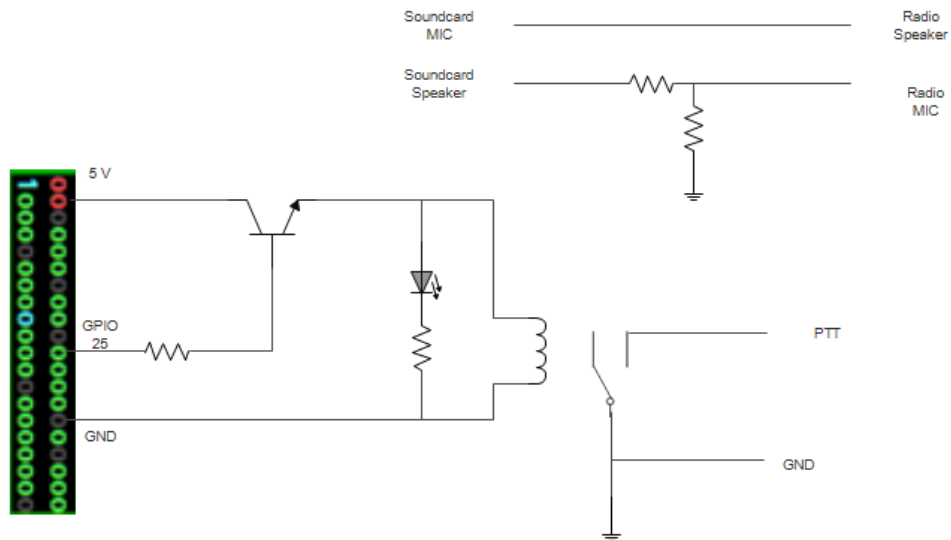 Soundcard
MIC
Radio
Speaker
Soundcard
Speaker
Radio
MIC
5 V
1
GPIO
25
PTT
GND
GND